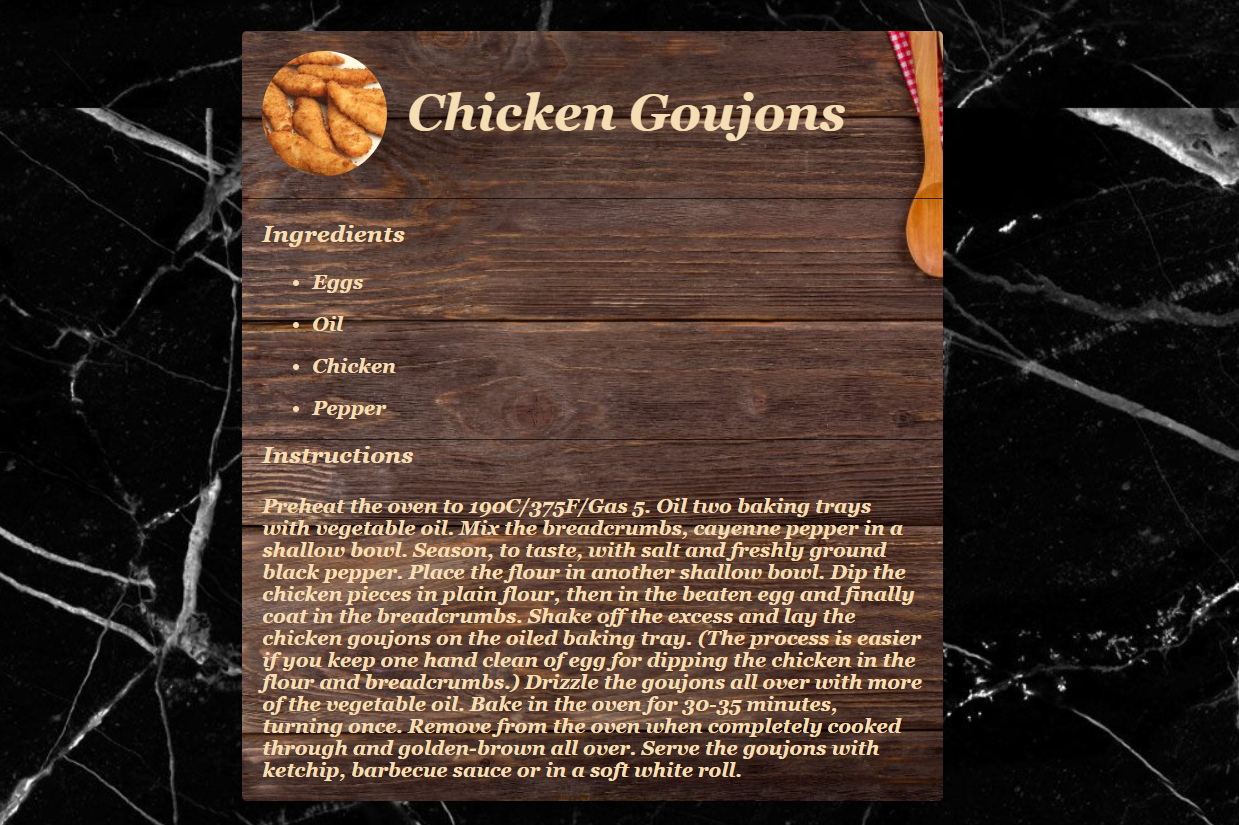 Chicken Goujons
Ingredients
• Eggs
• Oil
• Chicken
• Pepper
Instructions
Preheat the oven to 190C/375F/Gas 5. Oil two baking trays
with vegetable oil. Mix the breadcrumbs, cayenne pepper in a
shallow bowl. Season, to taste, with salt and freshly ground
black pepper. Place the flour in another shallow bowl. Dip the
chicken pieces in plain flour, then in the beaten egg and finally
coat in the breadcrumbs. Shake off the excess and lay the
chicken goujons on the oiled baking tray. (The process is easier
if you keep one hand clean of egg for dipping the chicken in the
flour and breadcrumbs.) Drizzle the goujons all over with more
of the vegetable oil. Bake in the oven for 30-35 minutes,
turning once. Remove from the oven when completely cooked
through and golden-brown all over. Serve the goujons with
ketchip, barbecue sauce or in a soft white roll.